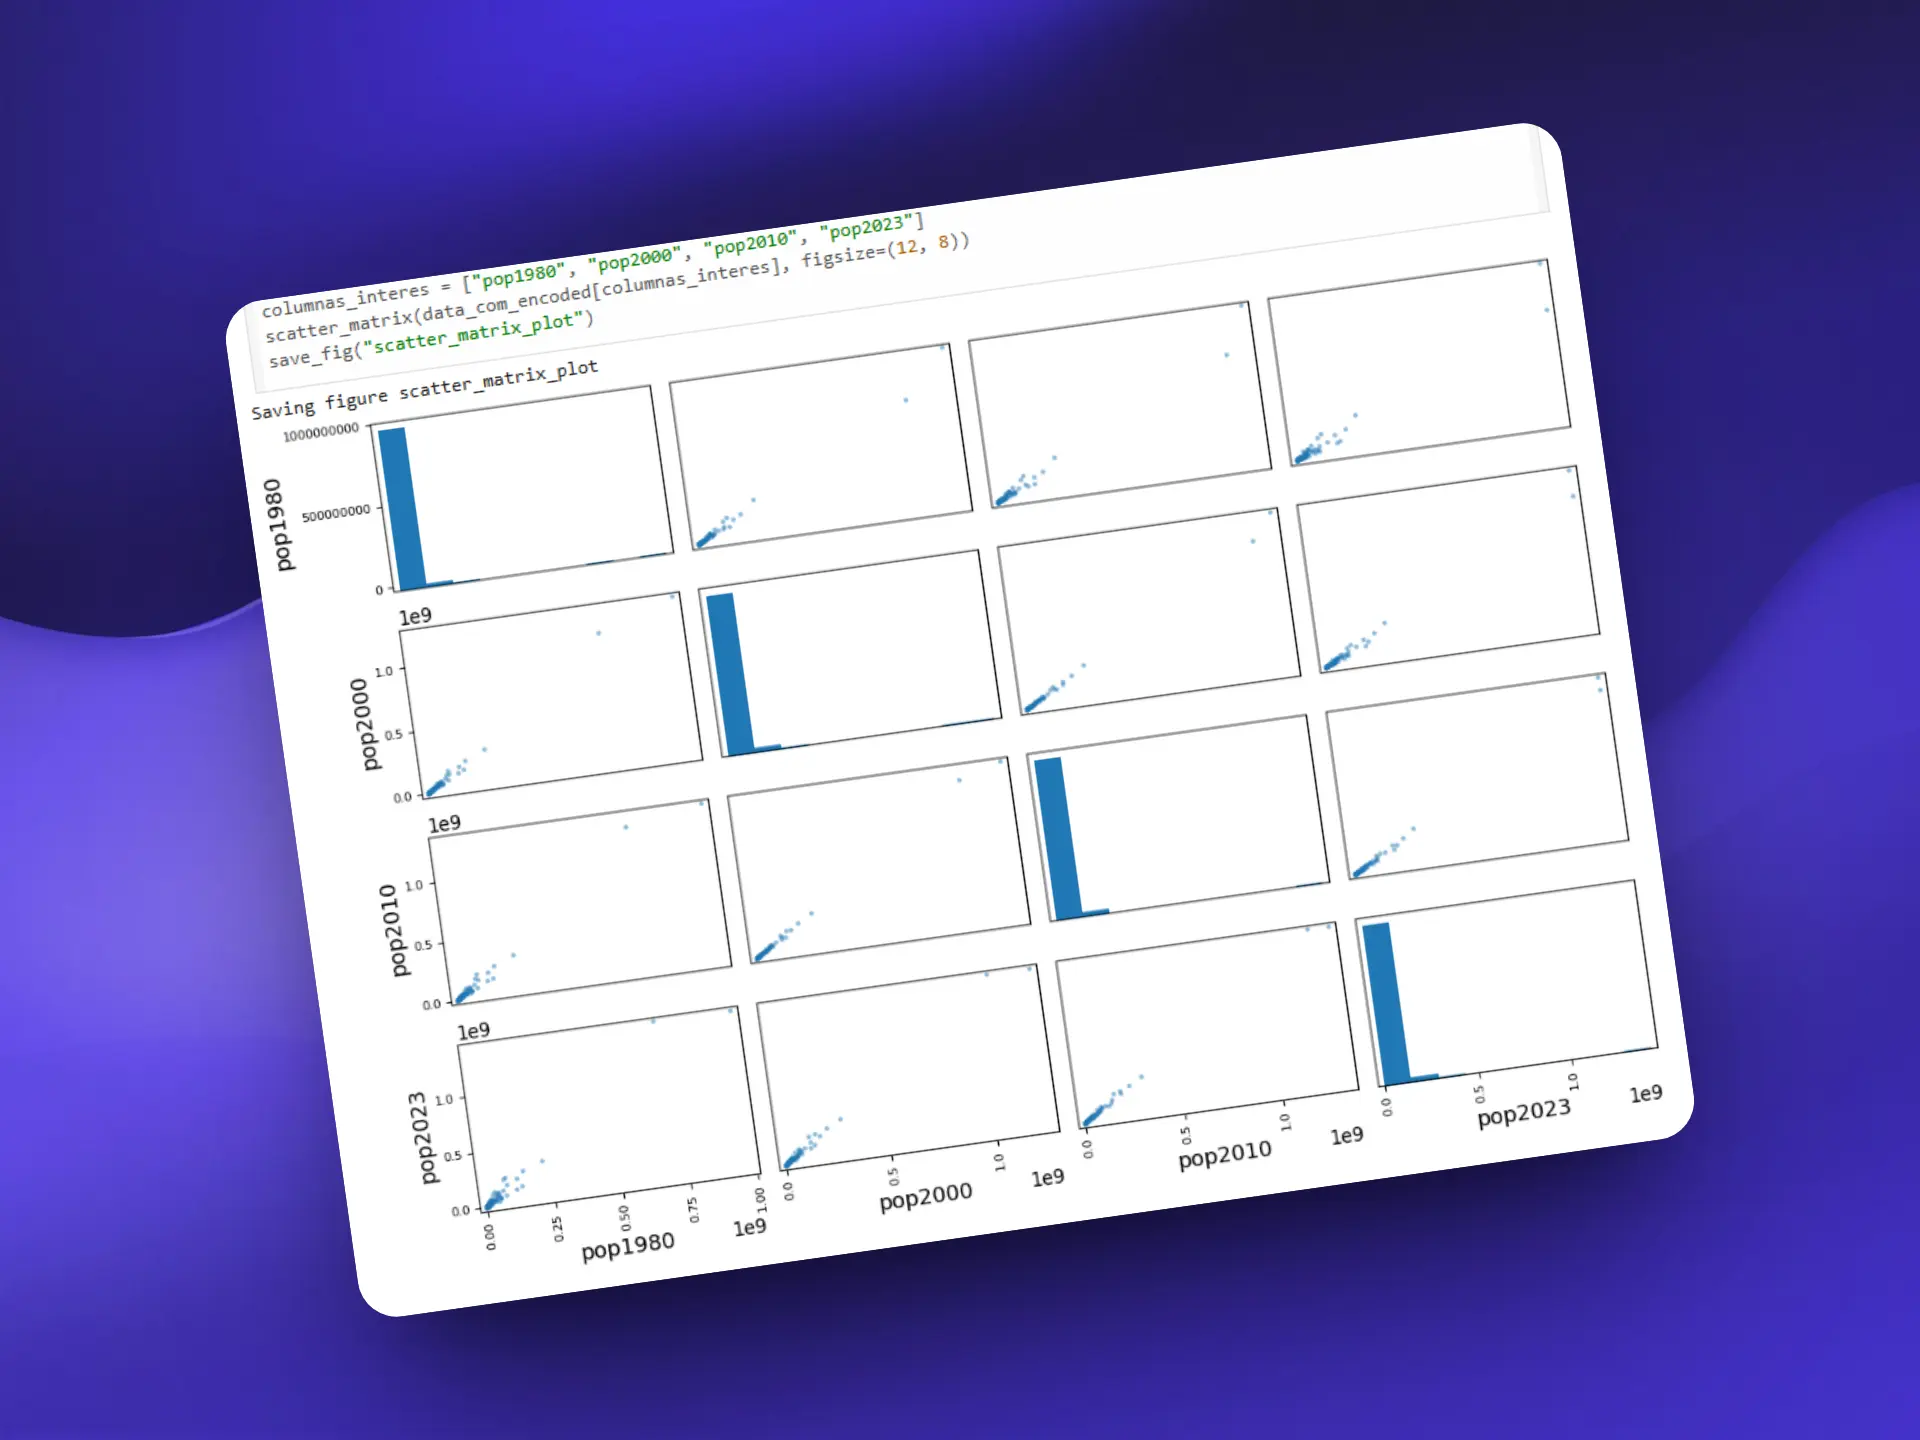 columnas_interes = ["pop1980", "pop2000", "pop2010", "pop2023"]
scatter_matrix(data_com_encoded[columnas_interes], figsize=(12, 8))
save_fig("scatter_matrix_plot")
Saving figure scatter_matrix_plot
1000000000
500000000
0
pop1980
1e9
1.0
0.5
0.0
pop2000
1e9
1.0
0.5
0.0
pop2010
1e9
1.0
0.5
0.0
pop2023
0.00 0.25 0.50 0.75 1.00
pop1980 1e9
0.0 0.5 1.0
pop2000 1e9
0.0 0.5 1.0
pop2010 1e9
0.0 0.5 1.0
pop2023 1e9